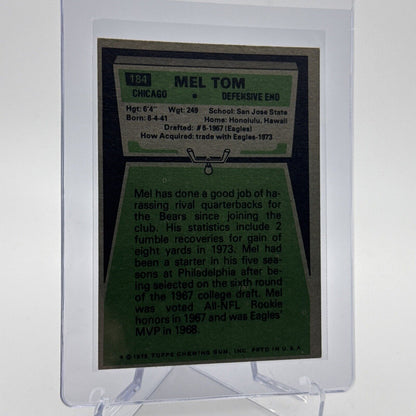 184
MEL TOM
CHICAGO • DEFENSIVE END
Hgt: 6'4" Wgt: 249 School: San Jose State
Born: 8-4-41 Home: Honolulu, Hawaii
Drafted: #6-1967 (Eagles)
How Acquired: trade with Eagles-1973
Mel has done a good job of ha-
rassing rival quarterbacks for
the Bears since joining the
club. His statistics include 2
fumble recoveries for gain of
eight yards in 1973. Mel had
been a starter in his five sea-
sons at Philadelphia after be-
ing selected on the sixth round
of the 1967 college draft. Mel
was voted All-NFL Rookie
honors in 1967 and was Eagles'
MVP in 1968.
© 1975 TOPPS CHEWING GUM, INC. PRTD IN U.S.A.